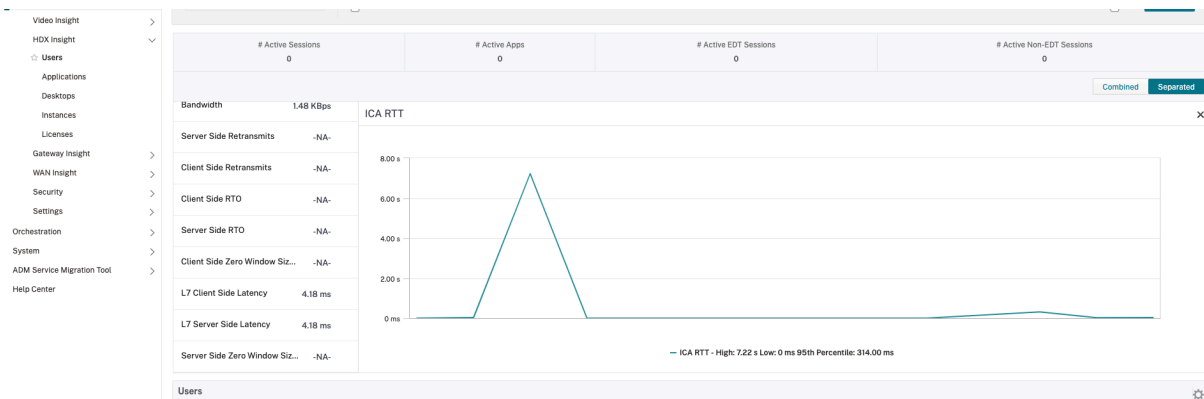 Video Insight
HDX Insight
Users
Applications
Desktops
Instances
Licenses
Gateway Insight
WAN Insight
Security
Settings
Orchestration
System
ADM Service Migration Tool
Help Center
# Active Sessions
0
# Active Apps
0
# Active EDT Sessions
0
# Active Non-EDT Sessions
0
Combined
Separated
Bandwidth 1.48 KBps
Server Side Retransmits -NA-
Client Side Retransmits -NA-
Client Side RTO -NA-
Server Side RTO -NA-
Client Side Zero Window Siz... -NA-
L7 Client Side Latency 4.18 ms
L7 Server Side Latency 4.18 ms
Server Side Zero Window Siz... -NA-
ICA RTT
8.00 s
6.00 s
4.00 s
2.00 s
0 ms
ICA RTT - High: 7.22 s Low: 0 ms 95th Percentile: 314.00 ms
Users